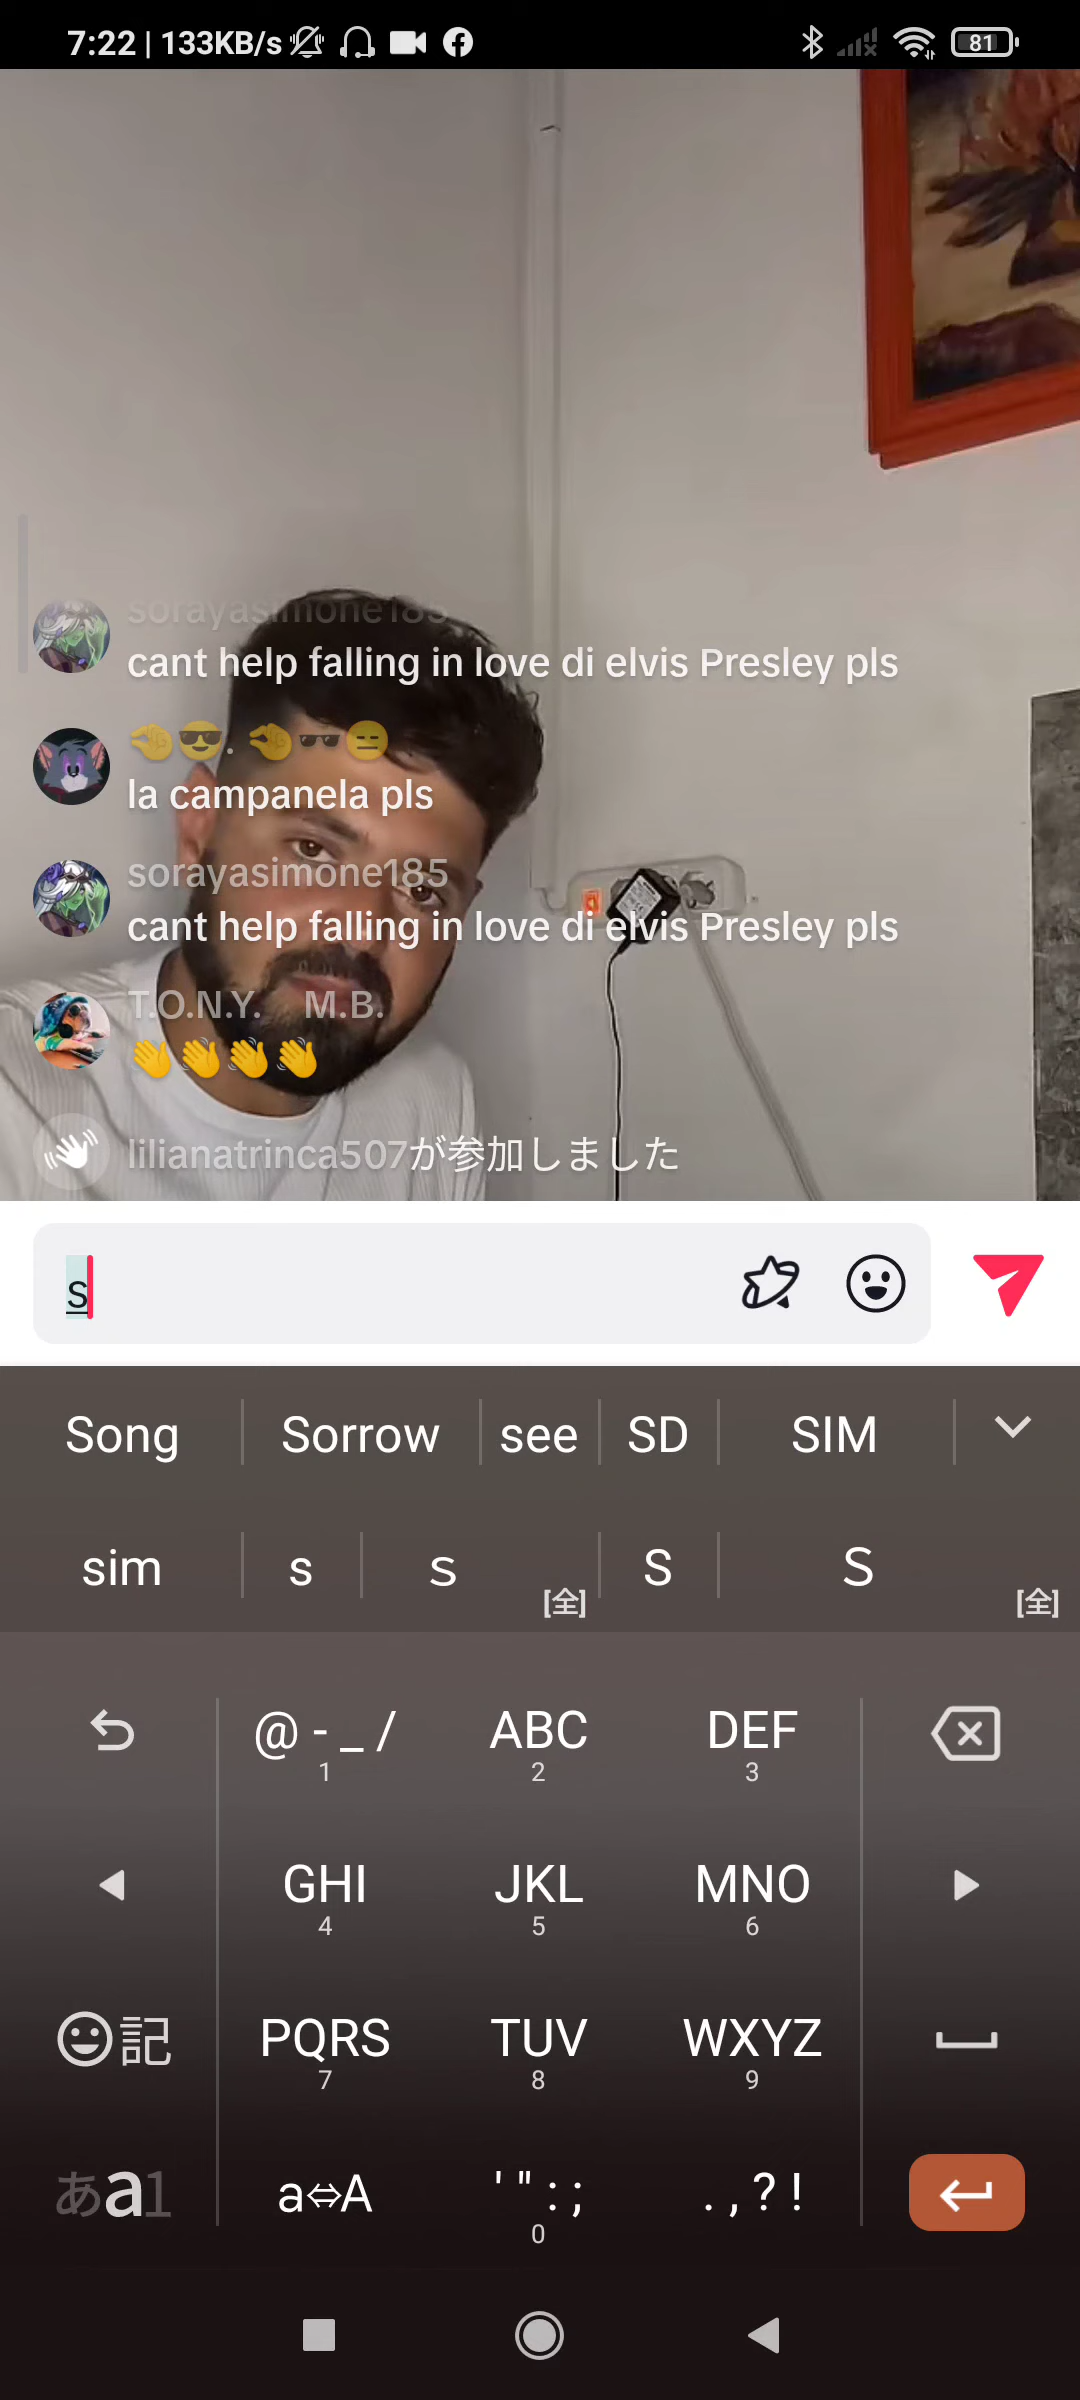 7:22 | 133KB/s 81
sorayasimone185
cant help falling in love di elvis Presley pls
🤏😎. 🤏🕶️😑
la campanela pls
sorayasimone185
cant help falling in love di elvis Presley pls
T.O.N.Y. M.B.
👋👋👋👋
lilianatrinca507が参加しました
s
Song Sorrow see SD SIM
sim s ｓ [全] S Ｓ [全]
@ - _ / ABC DEF
1 2 3
GHI JKL MNO
4 5 6
記 PQRS TUV WXYZ
7 8 9
あa1 a⇔A ' " : ; . , ? !
0